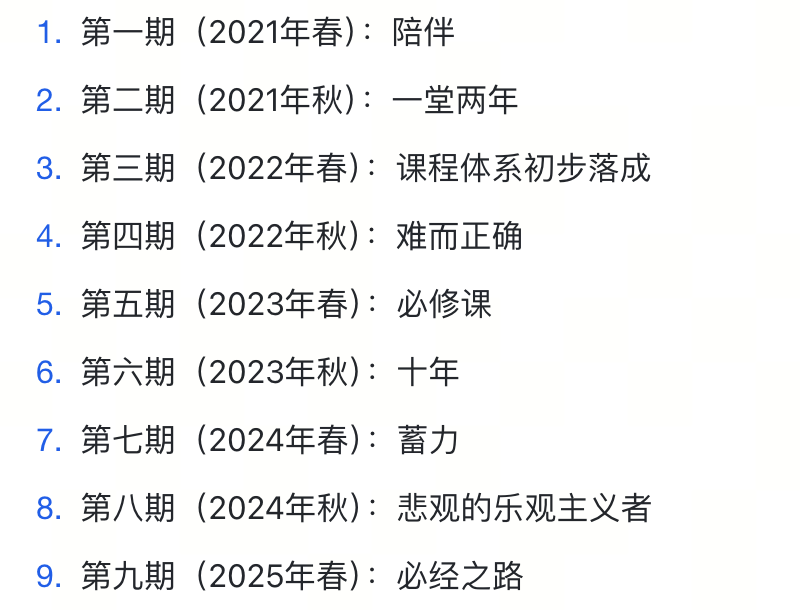 1. 第一期（2021年春）：陪伴
2. 第二期（2021年秋）：一堂两年
3. 第三期（2022年春）：课程体系初步落成
4. 第四期（2022年秋）：难而正确
5. 第五期（2023年春）：必修课
6. 第六期（2023年秋）：十年
7. 第七期（2024年春）：蓄力
8. 第八期（2024年秋）：悲观的乐观主义者
9. 第九期（2025年春）：必经之路